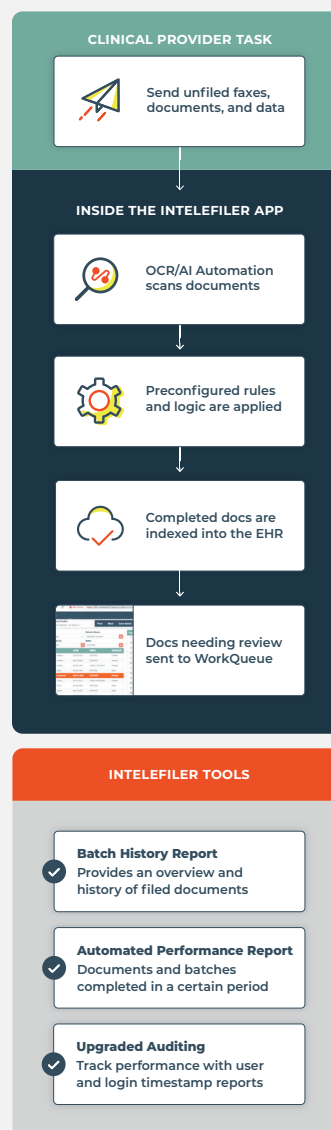 CLINICAL PROVIDER TASK
Send unfiled faxes,
documents, and data
INSIDE THE INTELEFILER APP
OCR/AI Automation
scans documents
Preconfigured rules
and logic are applied
Completed docs are
indexed into the EHR
Docs needing review
sent to WorkQueue
INTELEFILER TOOLS
Batch History Report
Provides an overview and
history of filed documents
Automated Performance Report
Documents and batches
completed in a certain period
Upgraded Auditing
Track performance with user
and login timestamp reports